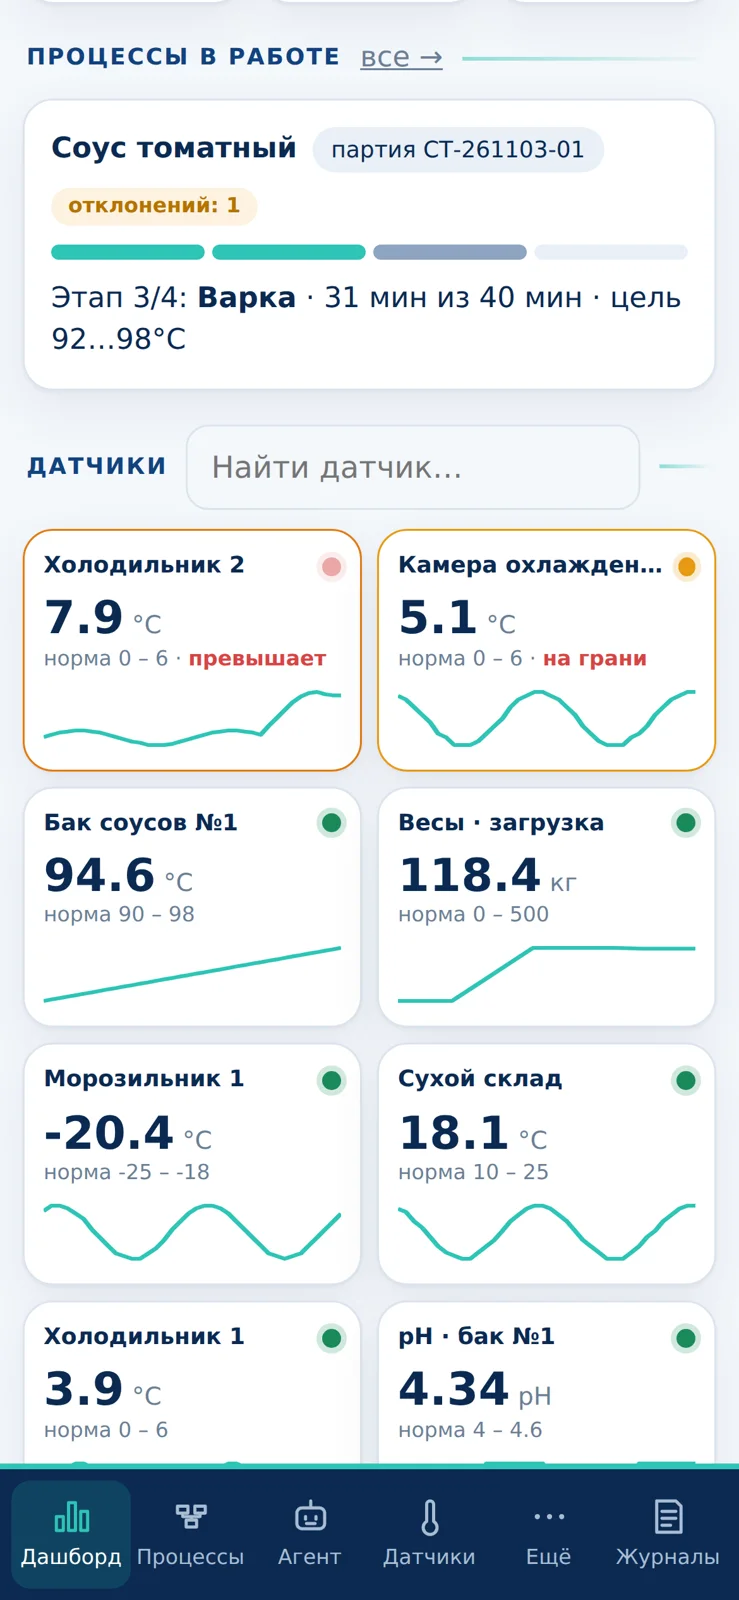 ПРОЦЕССЫ В РАБОТЕ все →
Соус томатный партия СТ-261103-01
отклонений: 1
Этап 3/4: Варка · 31 мин из 40 мин · цель
92…98°C
ДАТЧИКИ Найти датчик…
Холодильник 2
7.9 °C
норма 0 – 6 · превышает
Камера охлажден…
5.1 °C
норма 0 – 6 · на грани
Бак соусов №1
94.6 °C
норма 90 – 98
Весы · загрузка
118.4 кг
норма 0 – 500
Морозильник 1
-20.4 °C
норма -25 – -18
Сухой склад
18.1 °C
норма 10 – 25
Холодильник 1
3.9 °C
норма 0 – 6
pH · бак №1
4.34 pH
норма 4 – 4.6
Дашборд Процессы Агент Датчики Ещё Журналы